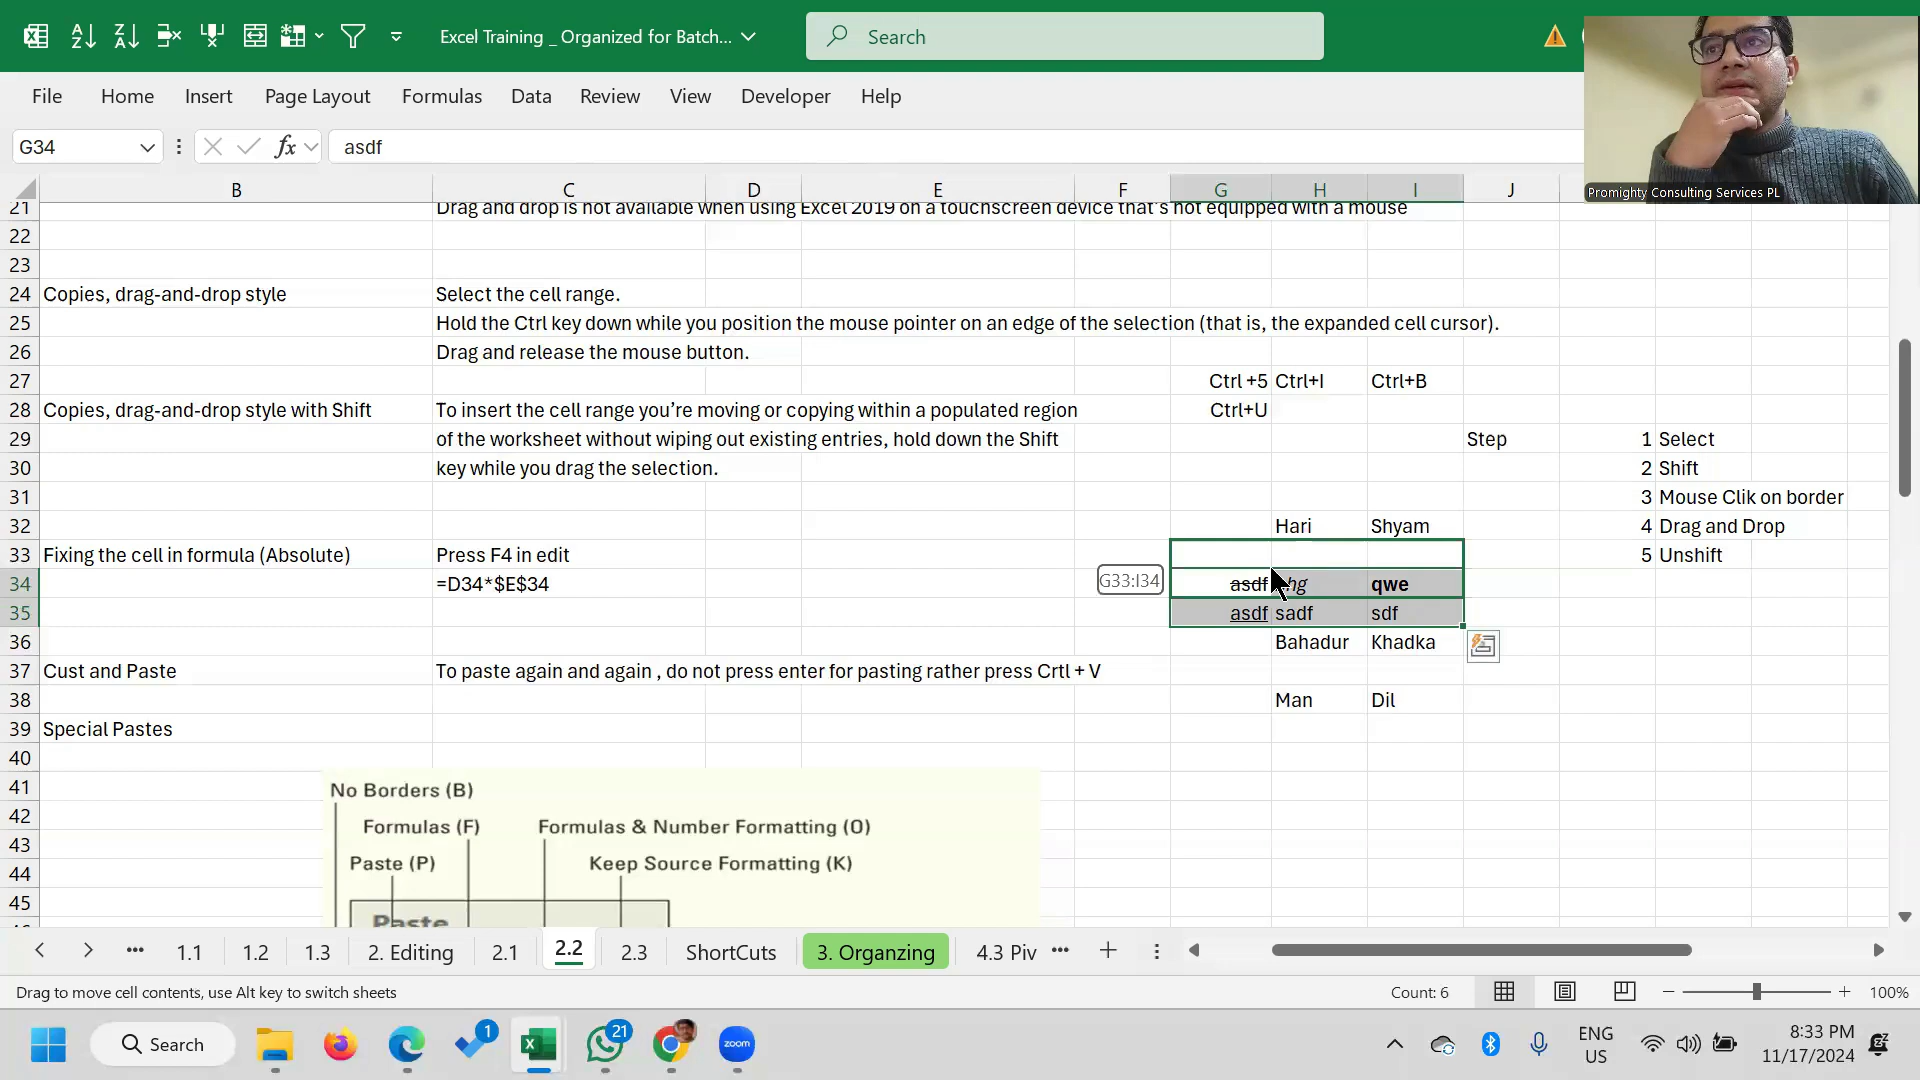 Excel Training _ Organized for Batch...
Search
File Home Insert Page Layout Formulas Data Review View Developer Help
Promighty Consulting Services PL
G34 fx asdf
B C D E F G H I J
21 Drag and drop is not available when using Excel 2019 on a touchscreen device that's not equipped with a mouse
22
23
24 Copies, drag-and-drop style Select the cell range.
25 Hold the Ctrl key down while you position the mouse pointer on an edge of the selection (that is, the expanded cell cursor).
26 Drag and release the mouse button.
27 Ctrl +5 Ctrl+I Ctrl+B
28 Copies, drag-and-drop style with Shift To insert the cell range you’re moving or copying within a populated region Ctrl+U
29 of the worksheet without wiping out existing entries, hold down the Shift Step 1 Select
30 key while you drag the selection. 2 Shift
31 3 Mouse Clik on border
32 Hari Shyam 4 Drag and Drop
33 Fixing the cell in formula (Absolute) Press F4 in edit 5 Unshift
34 =D34*$E$34 G33:I34 asdf qwe
35 asdf sadf sdf
36 Bahadur Khadka
37 Cust and Paste To paste again and again , do not press enter for pasting rather press Crtl + V
38 Man Dil
39 Special Pastes
40
41 No Borders (B)
42
43 Formulas (F) Formulas & Number Formatting (O)
44 Paste (P) Keep Source Formatting (K)
45
Paste
1.1 1.2 1.3 2. Editing 2.1 2.2 2.3 ShortCuts 3. Organzing 4.3 Piv
Drag to move cell contents, use Alt key to switch sheets Count: 6 100%
Search 1 21 zoom ENG US 8:33 PM 11/17/2024